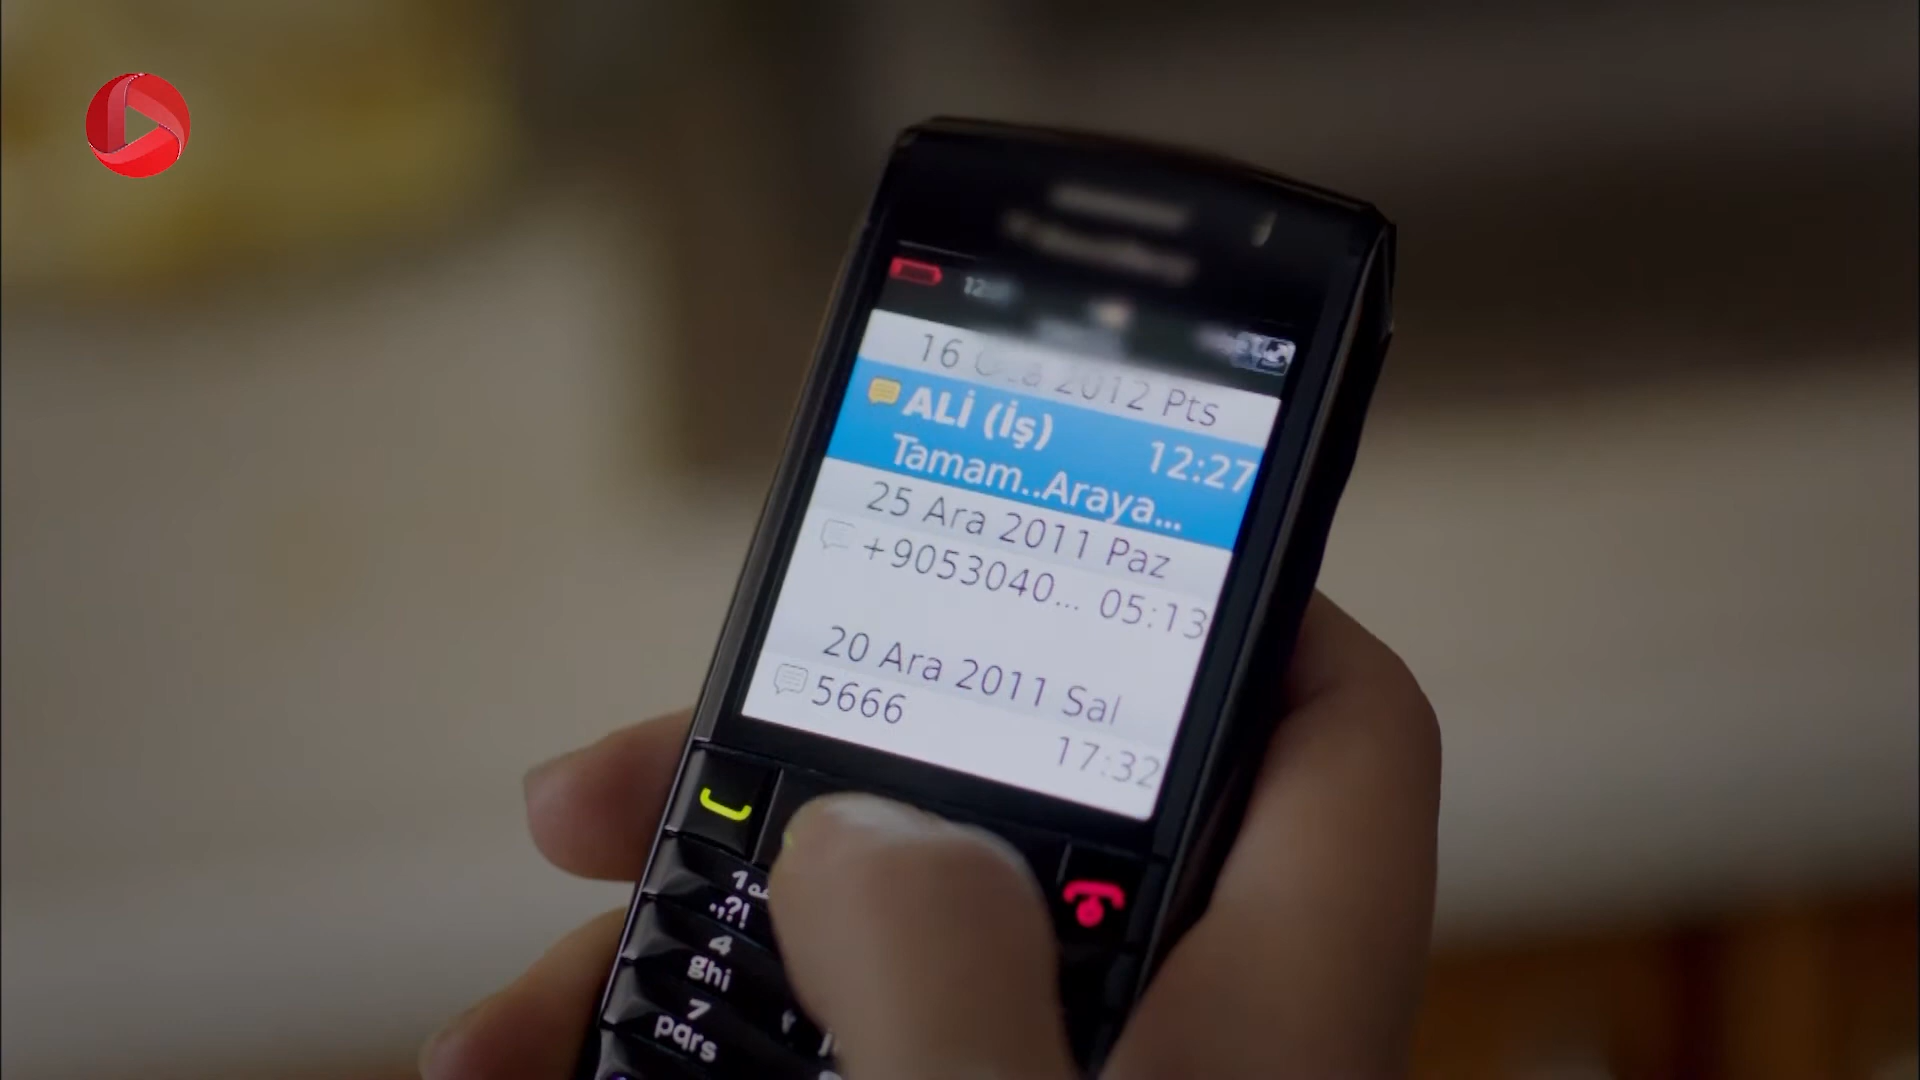 16 Oca 2012 Pts
ALİ (İş)
12:27
Tamam..Araya...
25 Ara 2011 Paz
+9053040... 05:13
20 Ara 2011 Sal
5666
17:32
1
.,?!
4
ghi
7
pqrs